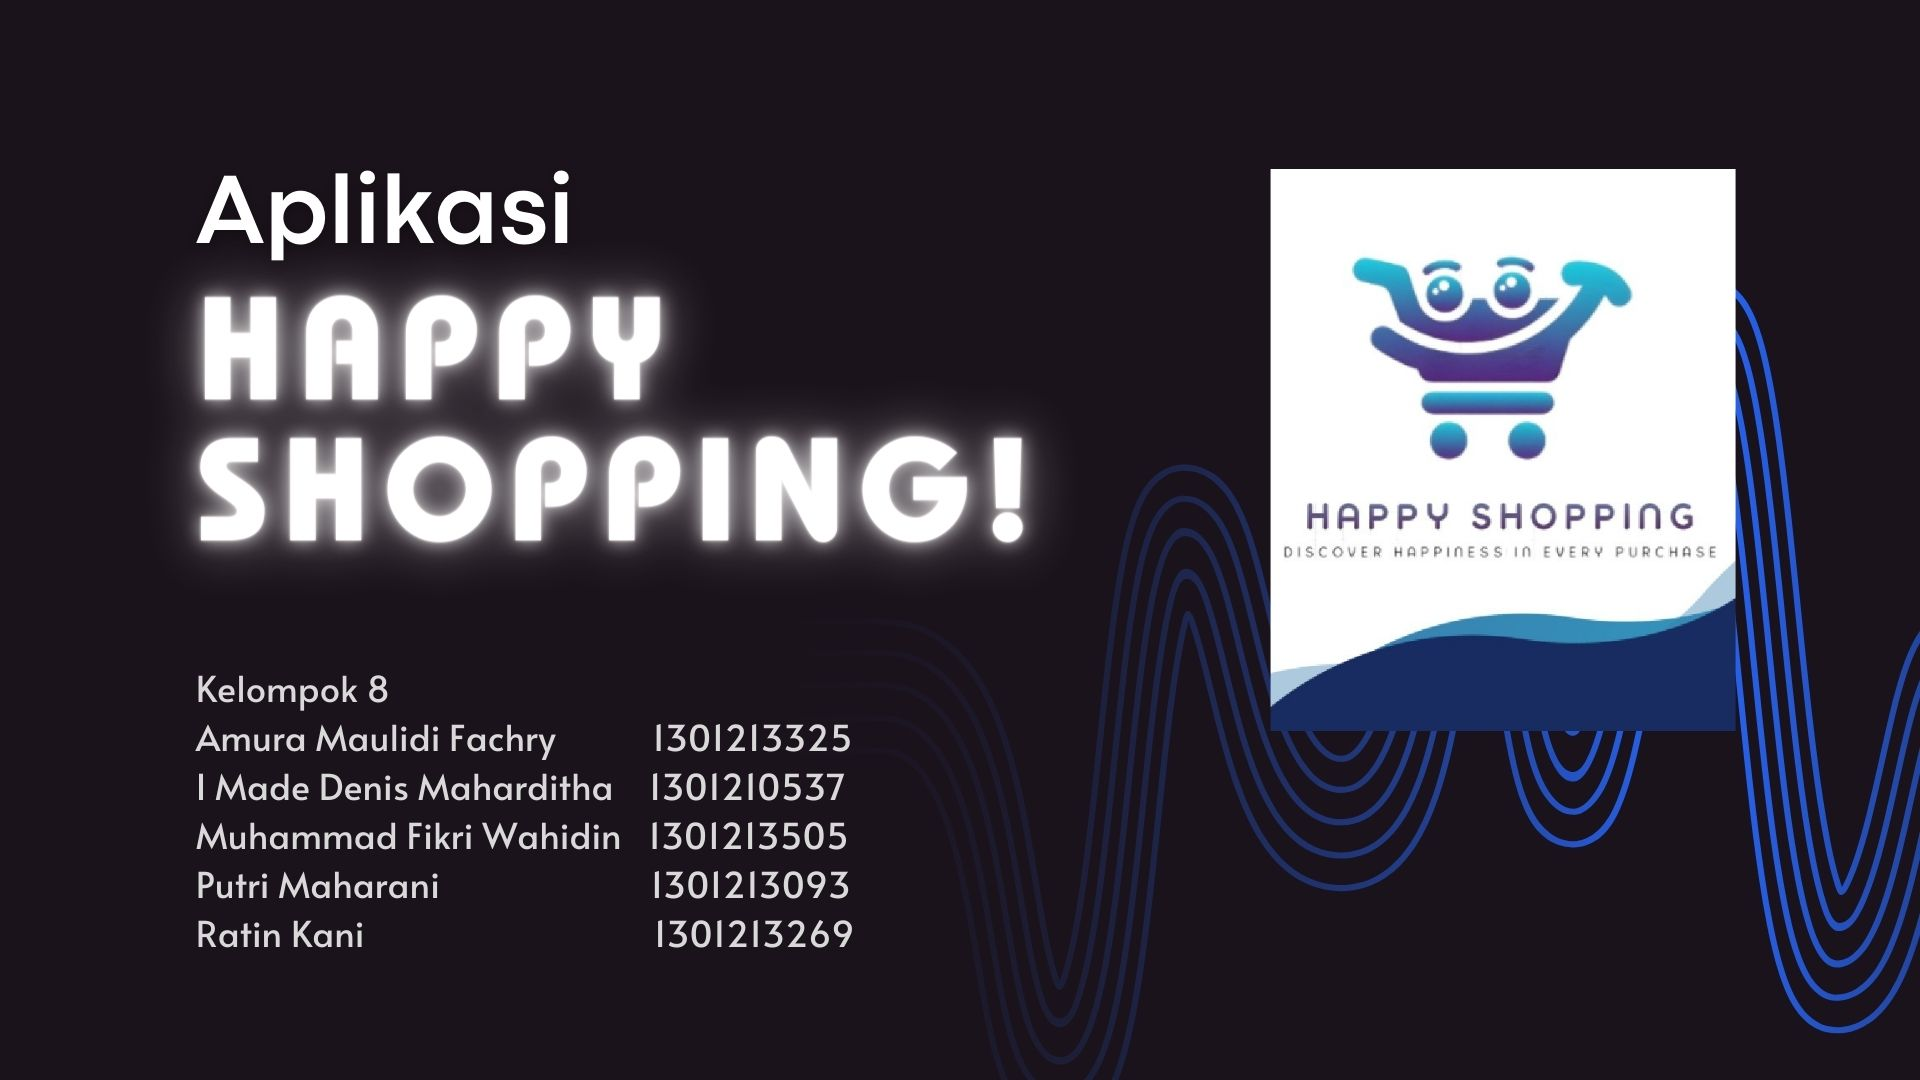 Aplikasi
HAPPY
SHOPPING!
Kelompok 8
Amura Maulidi Fachry 1301213325
I Made Denis Maharditha 1301210537
Muhammad Fikri Wahidin 1301213505
Putri Maharani 1301213093
Ratin Kani 1301213269
HAPPY SHOPPING
DISCOVER HAPPINESS IN EVERY PURCHASE